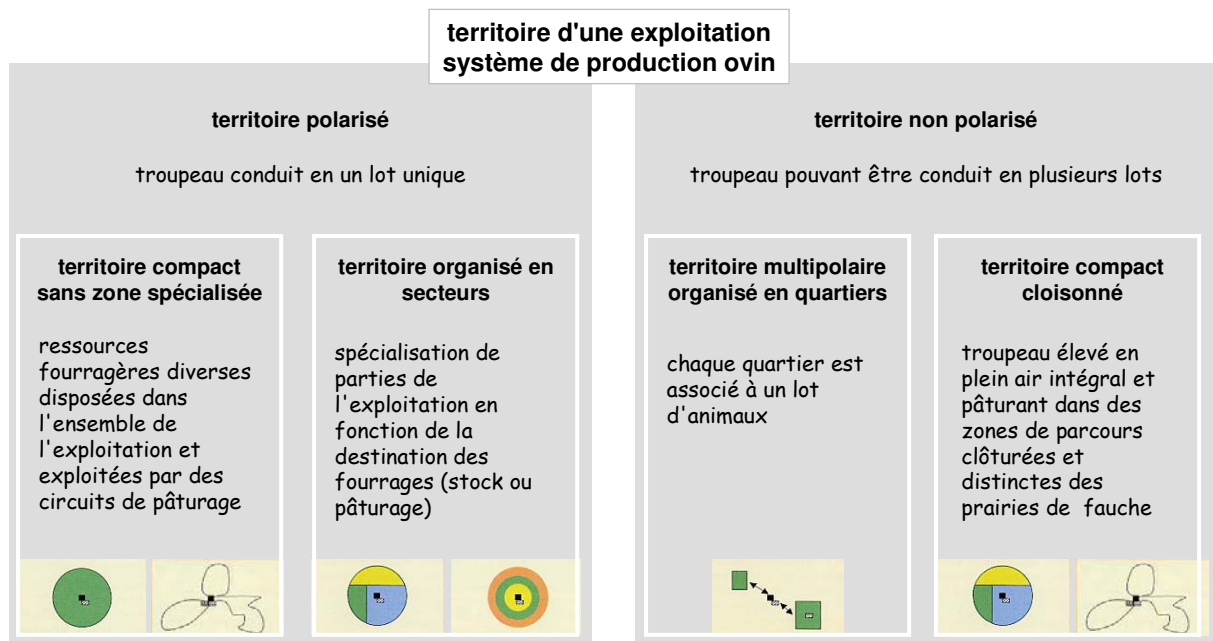 territoire d'une exploitation
système de production ovin
territoire polarisé
troupeau conduit en un lot unique
territoire compact
sans zone spécialisée
ressources
fourragères diverses
disposées dans
l'ensemble de
l'exploitation et
exploitées par des
circuits de pâturage
territoire organisé en
secteurs
spécialisation de
parties de
l'exploitation en
fonction de la
destination des
fourrages (stock ou
pâturage)
territoire non polarisé
troupeau pouvant être conduit en plusieurs lots
territoire multipolaire
organisé en quartiers
chaque quartier est
associé à un lot
d'animaux
territoire compact
cloisonné
troupeau élevé en
plein air intégral et
pâturant dans des
zones de parcours
clôturées et
distinctes des
prairies de fauche